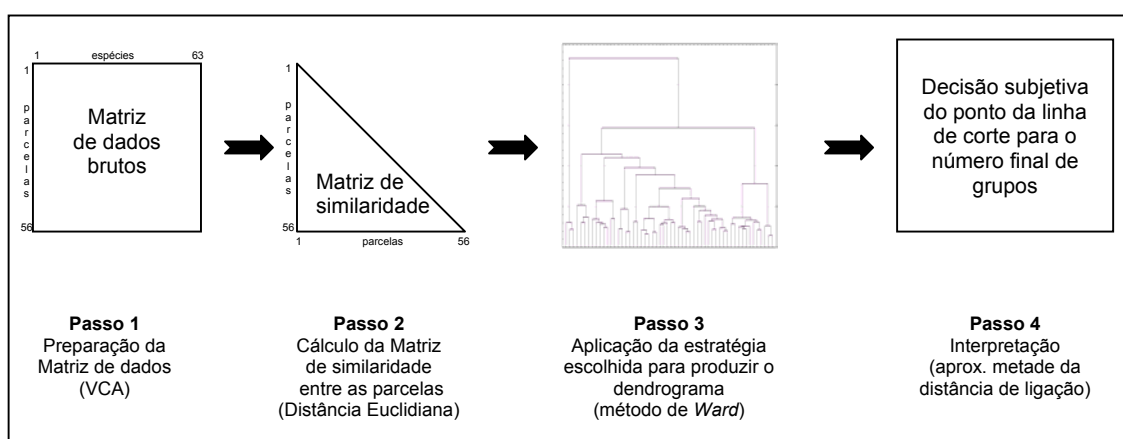 1 espécies 63
1
parcelas
56
Matriz
de dados
brutos
1
parcelas
56
Matriz de
similaridade
1 parcelas 56
Decisão subjetiva
do ponto da linha
de corte para o
número final de
grupos
Passo 1
Preparação da
Matriz de dados
(VCA)
Passo 2
Cálculo da Matriz
de similaridade
entre as parcelas
(Distância Euclidiana)
Passo 3
Aplicação da estratégia
escolhida para produzir o
dendrograma
(método de Ward)
Passo 4
Interpretação
(aprox. metade da
distância de ligação)